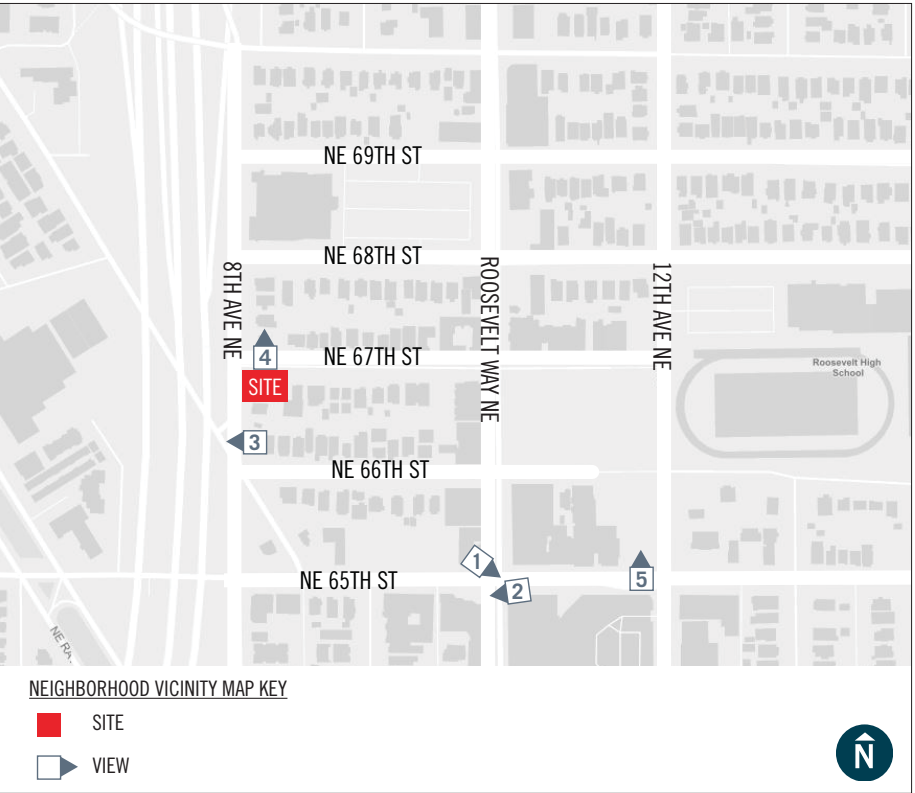 NE 69TH ST
NE 68TH ST
8TH AVE NE
ROOSEVELT WAY NE
12TH AVE NE
4
NE 67TH ST
Roosevelt High
School
SITE
3
NE 66TH ST
1
2
5
NE 65TH ST
NE RA
NEIGHBORHOOD VICINITY MAP KEY
SITE
VIEW
N